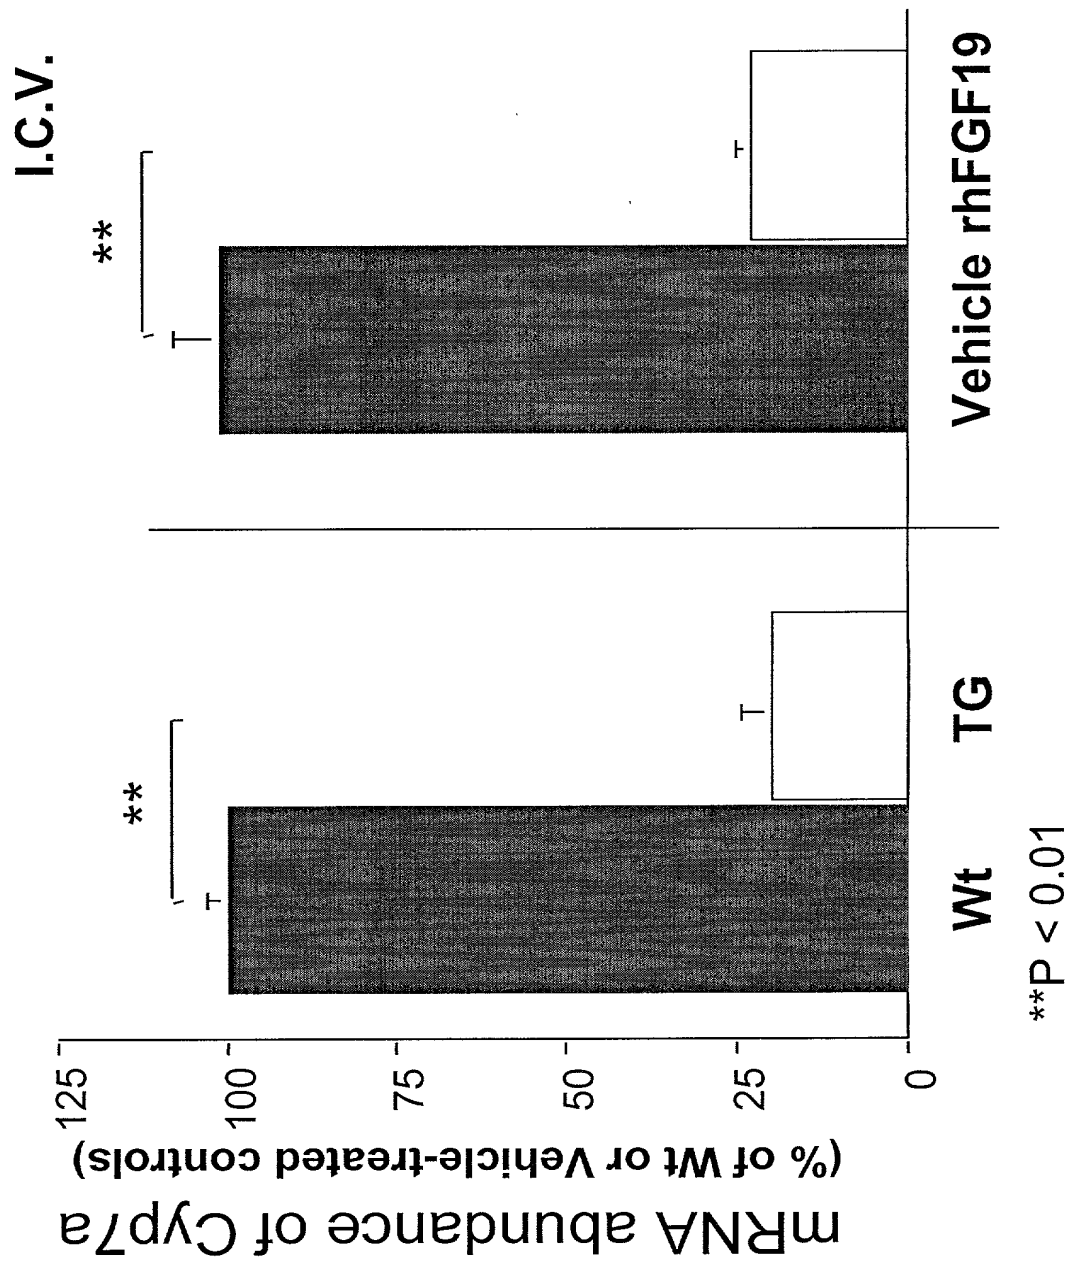 I.C.V.
mRNA abundance of Cyp7a
(% of Wt or Vehicle-treated controls)
125
100
75
50
25
0
**
**
Wt
TG
Vehicle
rhFGF19
**P < 0.01